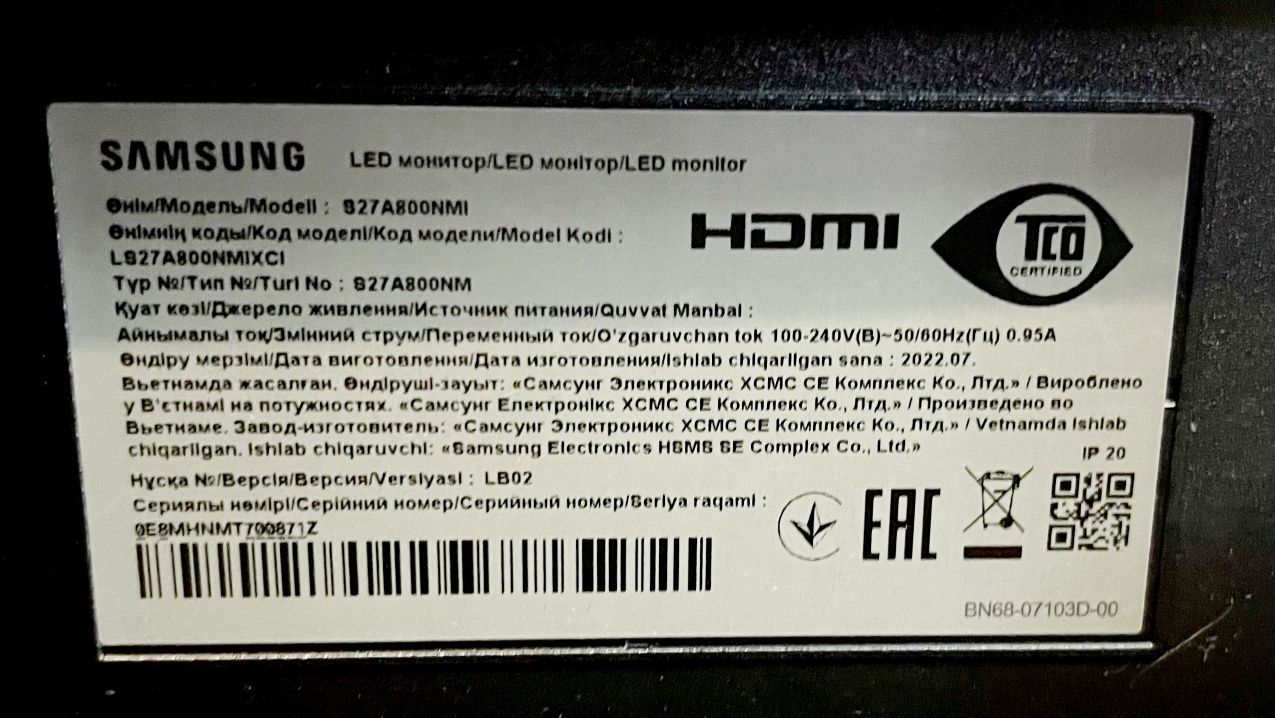 SAMSUNG LED монитор/LED монітор/LED monitor
Өнім/Модель/Modeli : S27A800NMI
Өнімнің коды/Код моделі/Код модели/Model Kodi :
LS27A800NMIXCI
HDMI
TCO
CERTIFIED
Түр №/Тип №/Turi No : S27A800NM
Қуат көзі/Джерело живлення/Источник питания/Quvvat Manbai :
Айнымалы ток/Змінний струм/Переменный ток/O'zgaruvchan tok 100-240V(В)~50/60Hz(Гц) 0.95A
Өндіру мерзімі/Дата виготовлення/Дата изготовления/Ishlab chiqarilgan sana : 2022.07.
Вьетнамда жасалған. Өндіруші-зауыт: «Самсунг Электроникс ХСМС СЕ Комплекс Ко., Лтд.» / Вироблено
у В'єтнамі на потужностях. «Самсунг Електронікс ХСМС СЕ Комплекс Ко., Лтд.» / Произведено во
Вьетнаме. Завод-изготовитель: «Самсунг Электроникс ХСМС СЕ Комплекс Ко., Лтд.» / Vetnamda ishlab
chiqarilgan. Ishlab chiqaruvchi: «Samsung Electronics HSMS SE Complex Co., Ltd.»
IP 20
Нұсқа №/Версія/Версия/Versiyasi : LB02
Сериялы нөмірі/Серійний номер/Серийный номер/Seriya raqami :
0E8MHNMT700871Z
EAC
BN68-07103D-00